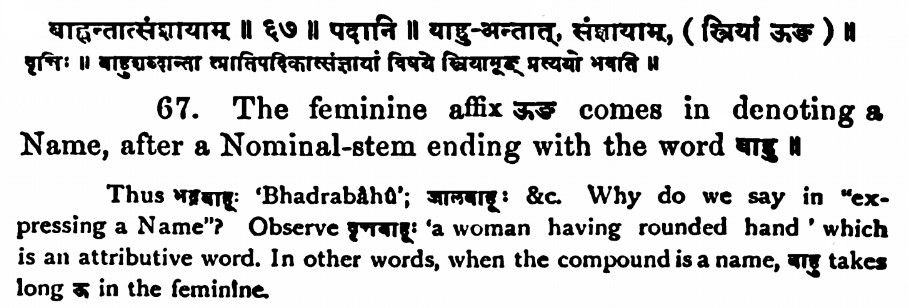 बाह्वन्तात्संज्ञायाम् ॥ ६७ ॥ पदानि ॥ बाहु-अन्तात्, संज्ञायाम्, ( स्त्रियां ऊङ ) ॥
वृत्तिः ॥ बाहुशब्दान्ता त्प्रातिपदिकात्संज्ञायां विषये स्त्रियामूङ् प्रत्ययो भवति ॥
67. The feminine affix ऊङ comes in denoting a
Name, after a Nominal-stem ending with the word बाहु ॥
Thus भद्रबाहूः 'Bhadrabâhû'; जालबाहूः &c. Why do we say in "ex-
pressing a Name"? Observe वृत्तबाहूः 'a woman having rounded hand' which
is an attributive word. In other words, when the compound is a name, बाहु takes
long ऊ in the feminine.